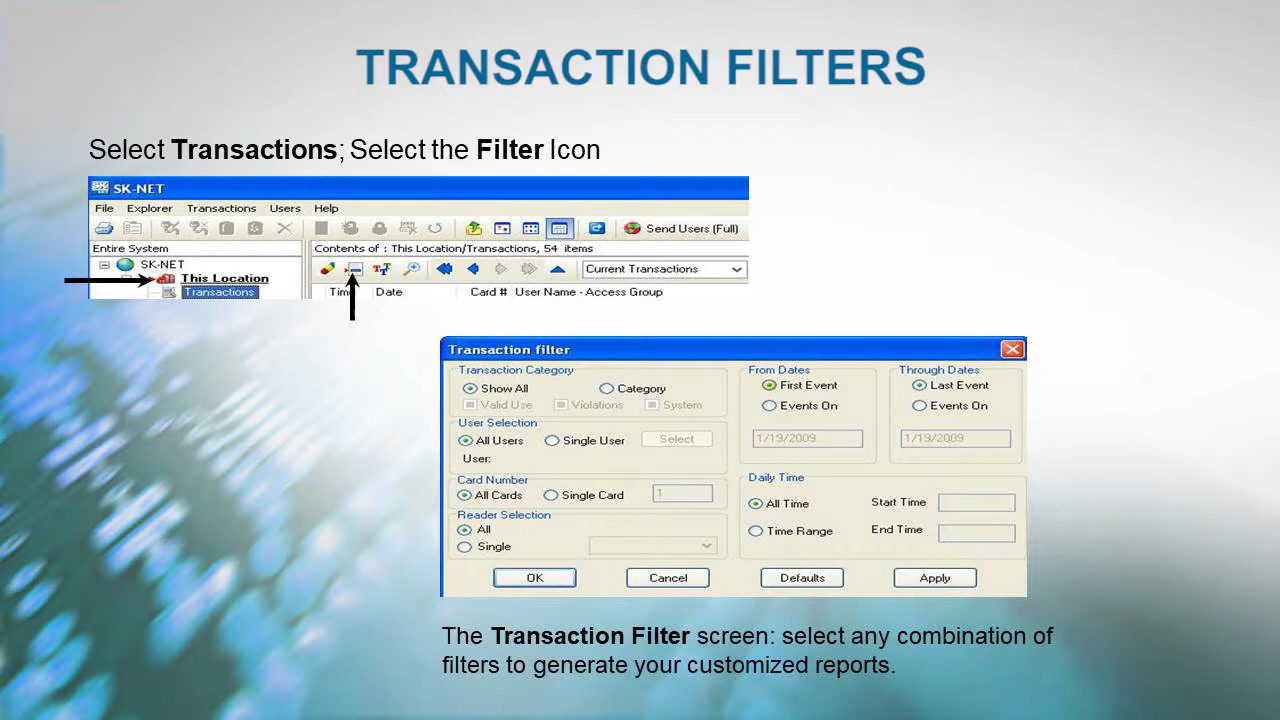 TRANSACTION FILTERS
Select Transactions; Select the Filter Icon
SK-NET
File Explorer Transactions Users Help
Send Users (Full)
Entire System
Contents of : This Location/Transactions, 54 items
SK-NET
This Location
Current Transactions
Transactions
Time Date Card # User Name - Access Group
Transaction filter
Transaction Category
From Dates
Through Dates
Show All Category
First Event
Last Event
Valid Use Violations System
Events On
Events On
User Selection
All Users Single User Select
1/19/2009
1/19/2009
User:
Card Number
Daily Time
All Cards Single Card 1
All Time
Start Time
Reader Selection
All
Time Range
End Time
Single
OK Cancel Defaults Apply
The Transaction Filter screen: select any combination of
filters to generate your customized reports.